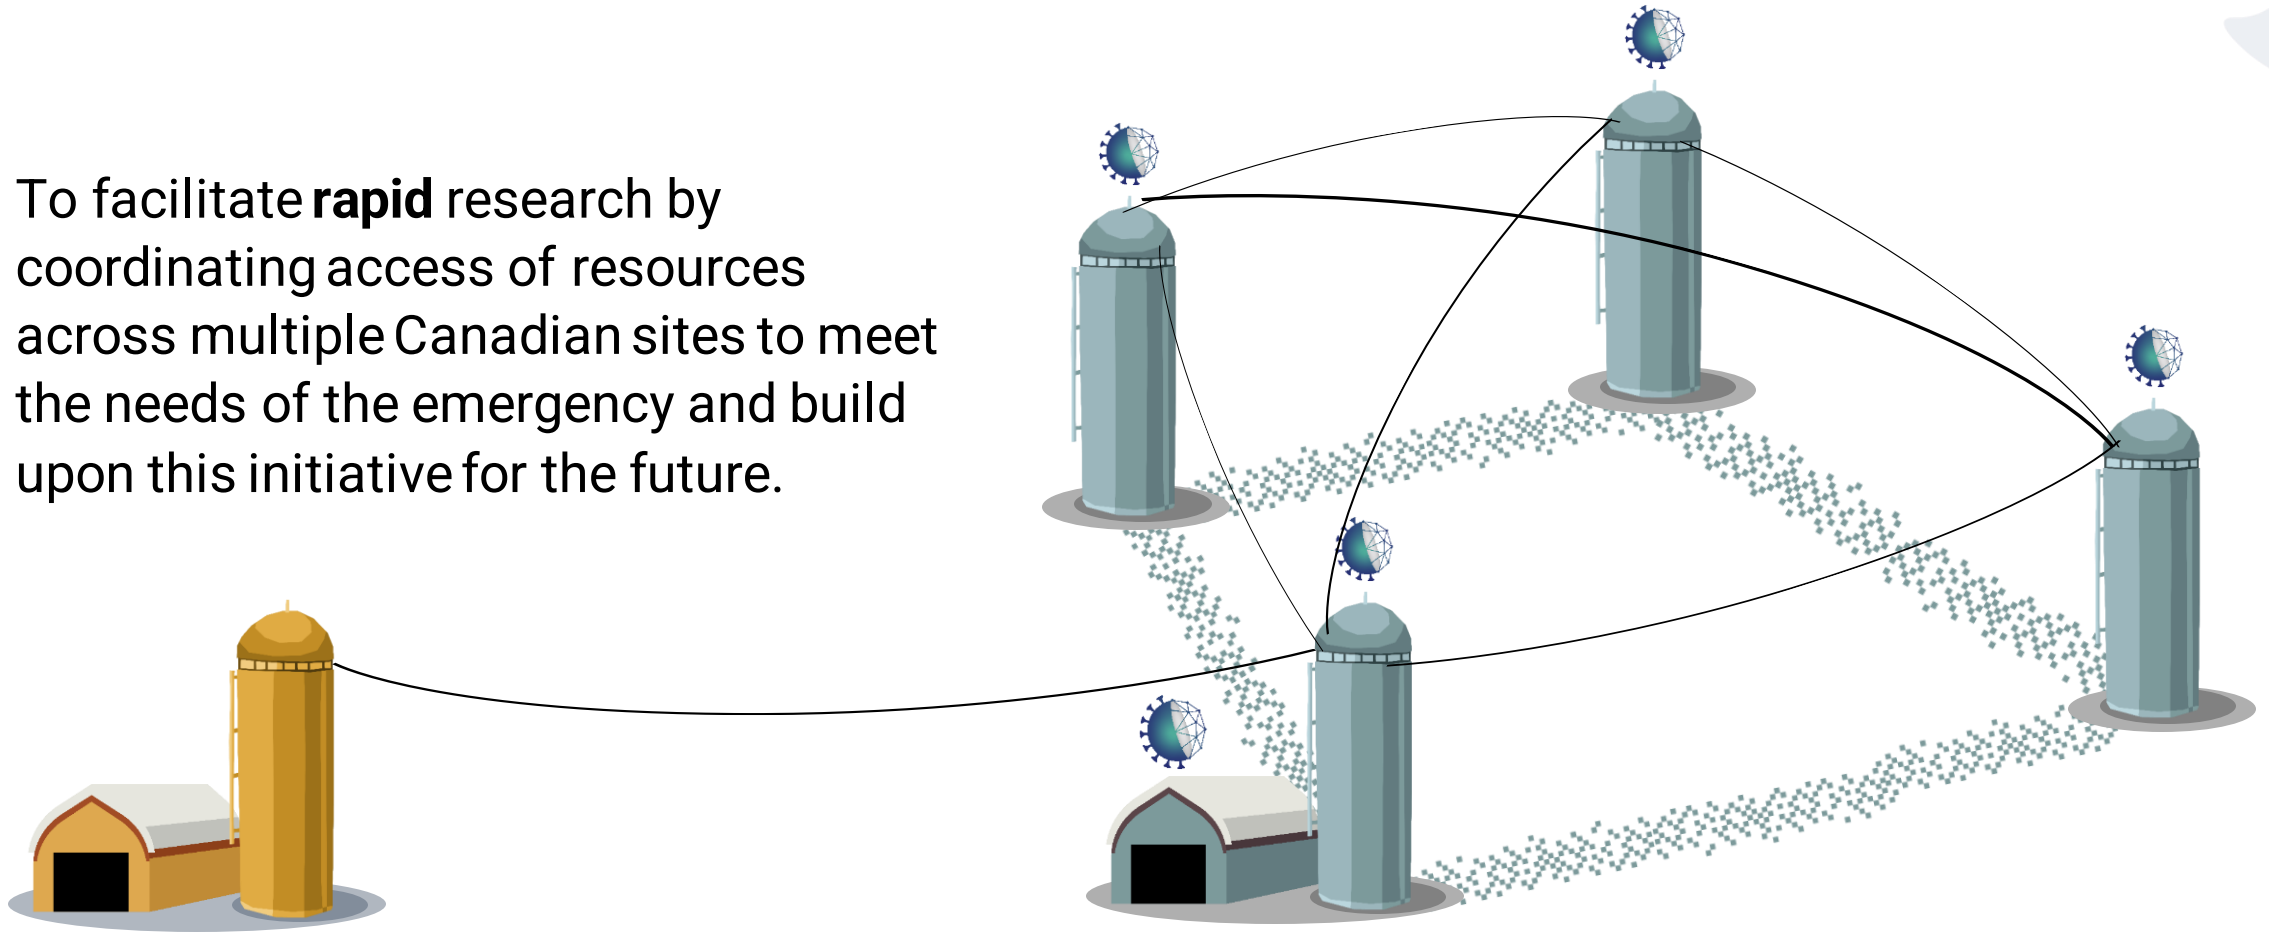 To facilitate rapid research by
coordinating access of resources
across multiple Canadian sites to meet
the needs of the emergency and build
upon this initiative for the future.